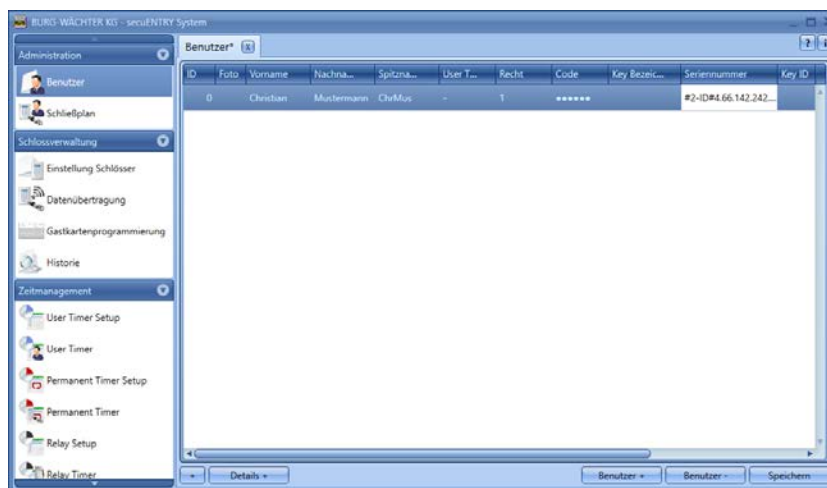 BURG-WÄCHTER KG - secuENTRY System
Administration
Benutzer
Schließplan
Schlossverwaltung
Einstellung Schlösser
Datenübertragung
Gastkartenprogrammierung
Historie
Zeitmanagement
User Timer Setup
User Timer
Permanent Timer Setup
Permanent Timer
Relay Setup
Relay Timer
Benutzer*
ID Foto Vorname Nachna... Spitzna... User T... Recht Code Key Bezeic... Seriennummer Key ID
0 Christian Mustermann ChrMus - 1 •••••• #2-ID#4.66.142.242....
+ Details + Benutzer + Benutzer - Speichern